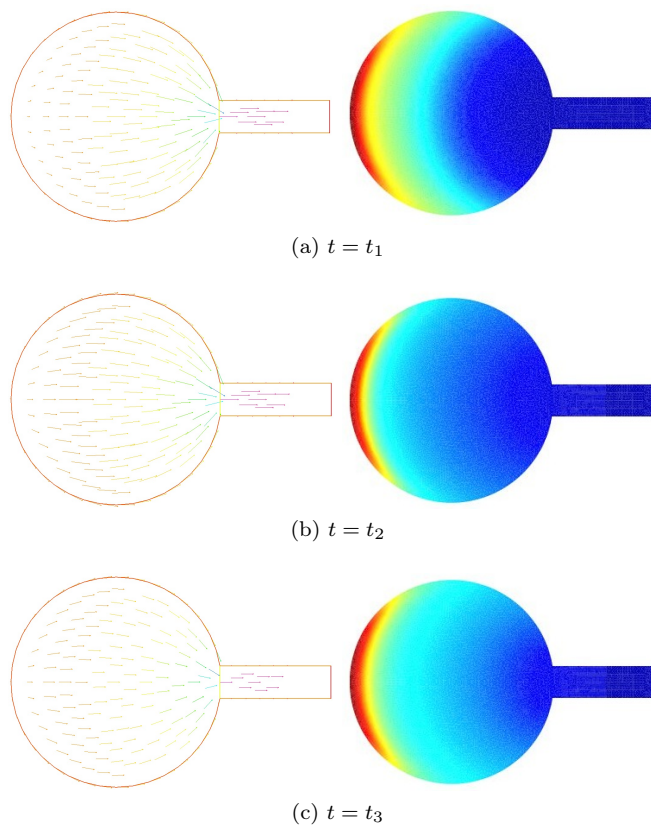 (a) t = t₁
(b) t = t₂
(c) t = t₃